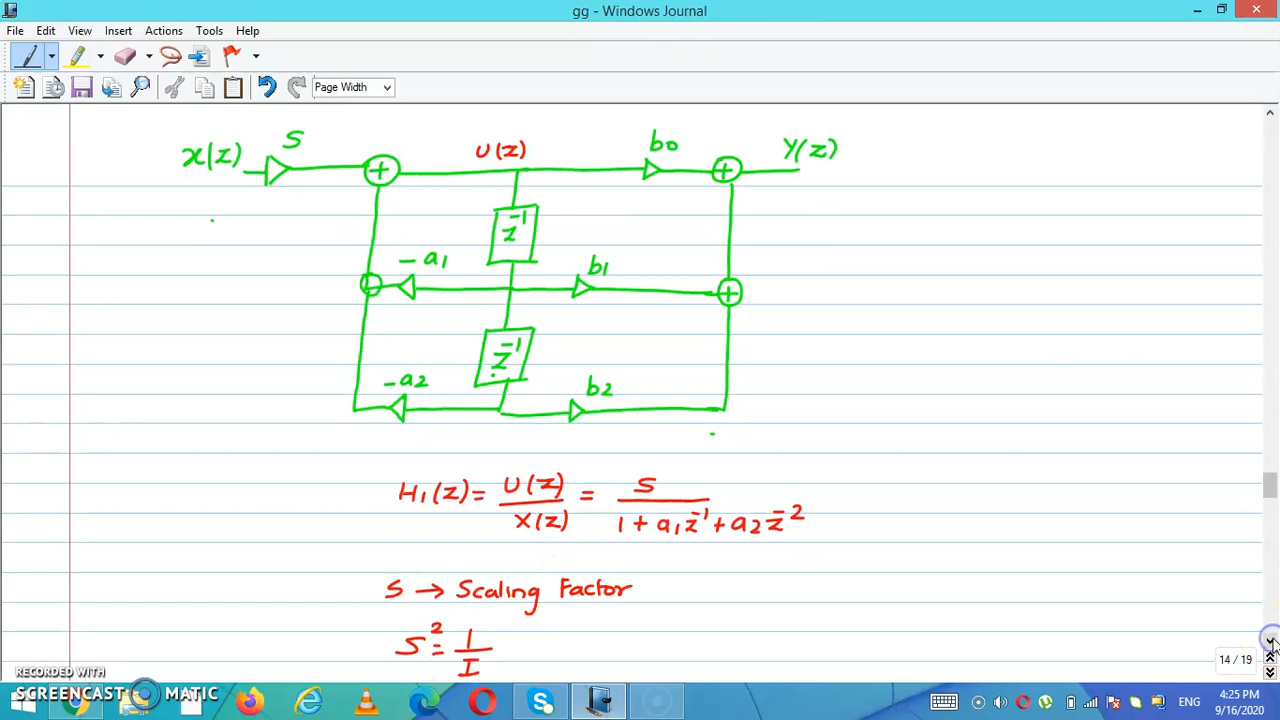 gg - Windows Journal
File Edit View Insert Actions Tools Help
Page Width
x(z) S U(z) b0 Y(z)
z⁻¹
-a1 b1
z⁻¹
-a2 b2
H1(z) = U(z) / X(z) = S / 1 + a1z⁻¹ + a2z⁻²
S → Scaling Factor
S² = 1 / I
14 / 19
RECORDED WITH
SCREENCAST MATIC
ENG
4:25 PM
9/16/2020